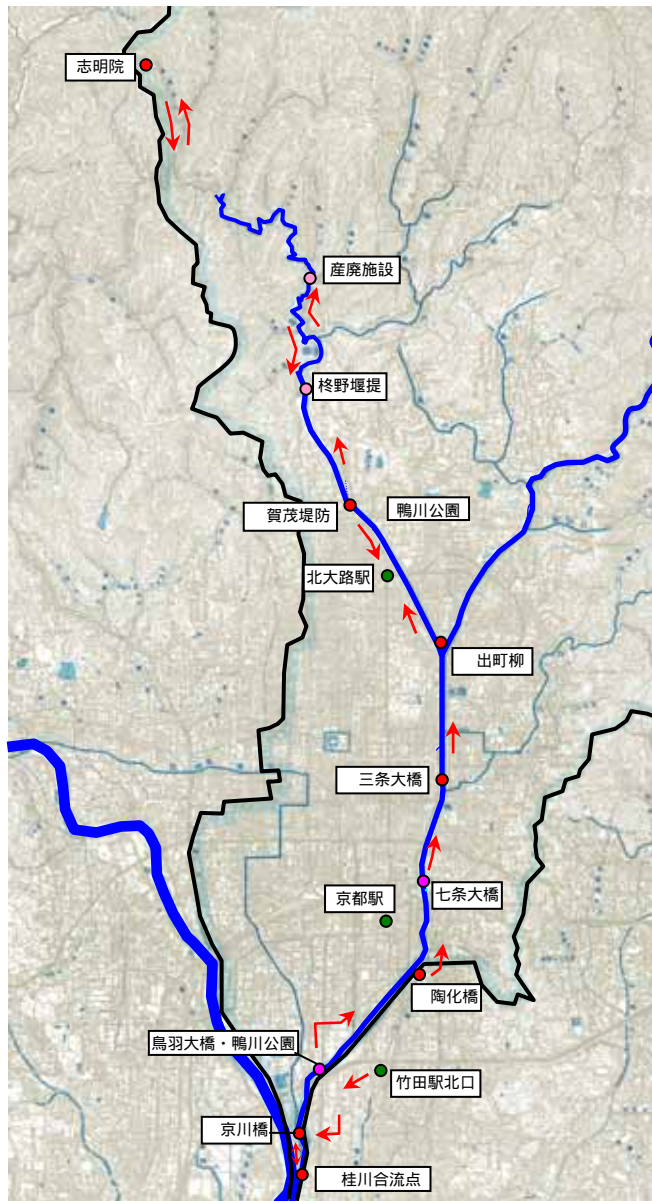 志明院
産廃施設
柊野堰提
賀茂堤防
鴨川公園
北大路駅
出町柳
三条大橋
七条大橋
京都駅
陶化橋
鳥羽大橋・鴨川公園
竹田駅北口
京川橋
桂川合流点